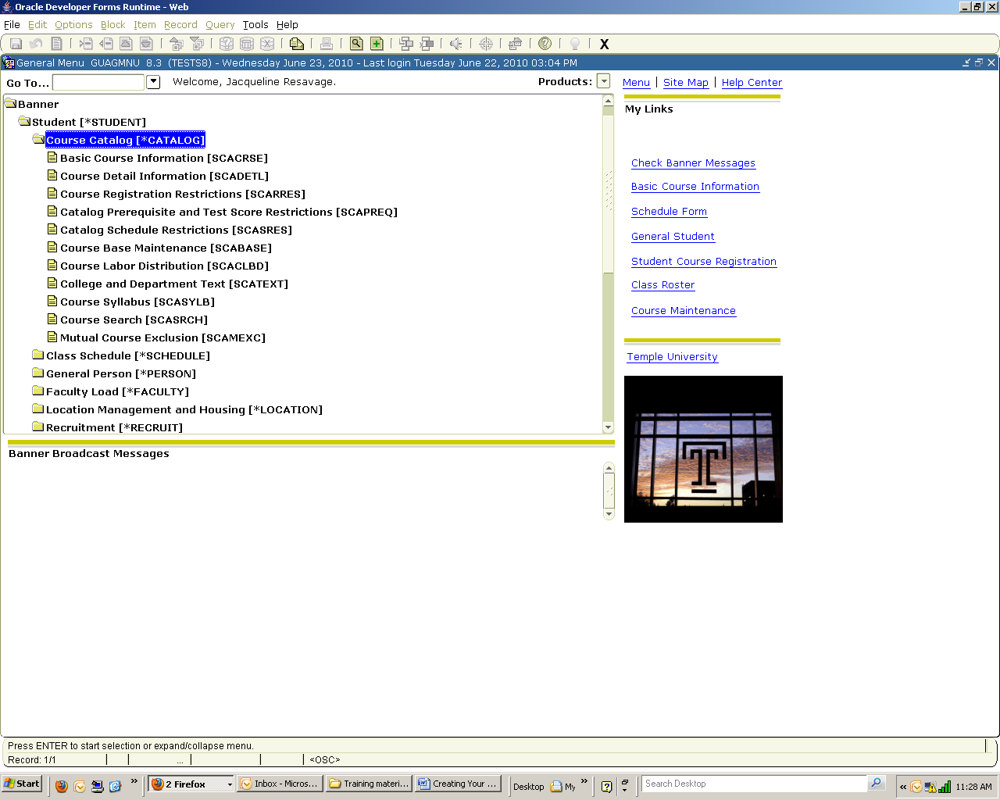 Oracle Developer Forms Runtime - Web
File Edit Options Block Item Record Query Tools Help
X
General Menu GUAGMNU 8.3 (TESTS8) - Wednesday June 23, 2010 - Last login Tuesday June 22, 2010 03:04 PM
Go To... Welcome, Jacqueline Resavage. Products: Menu | Site Map | Help Center
Banner
Student [*STUDENT]
Course Catalog [*CATALOG]
Basic Course Information [SCACRSE]
Course Detail Information [SCADETL]
Course Registration Restrictions [SCARRES]
Catalog Prerequisite and Test Score Restrictions [SCAPREQ]
Catalog Schedule Restrictions [SCASRES]
Course Base Maintenance [SCABASE]
Course Labor Distribution [SCACLBD]
College and Department Text [SCATEXT]
Course Syllabus [SCASYLB]
Course Search [SCASRCH]
Mutual Course Exclusion [SCAMEXC]
Class Schedule [*SCHEDULE]
General Person [*PERSON]
Faculty Load [*FACULTY]
Location Management and Housing [*LOCATION]
Recruitment [*RECRUIT]
My Links
Check Banner Messages
Basic Course Information
Schedule Form
General Student
Student Course Registration
Class Roster
Course Maintenance
Temple University
T
Banner Broadcast Messages
Press ENTER to start selection or expand/collapse menu.
Record: 1/1 ... <OSC>
Start » 2 Firefox Inbox - Micros... Training materi... Creating Your ... Desktop My » Search Desktop « 11:28 AM